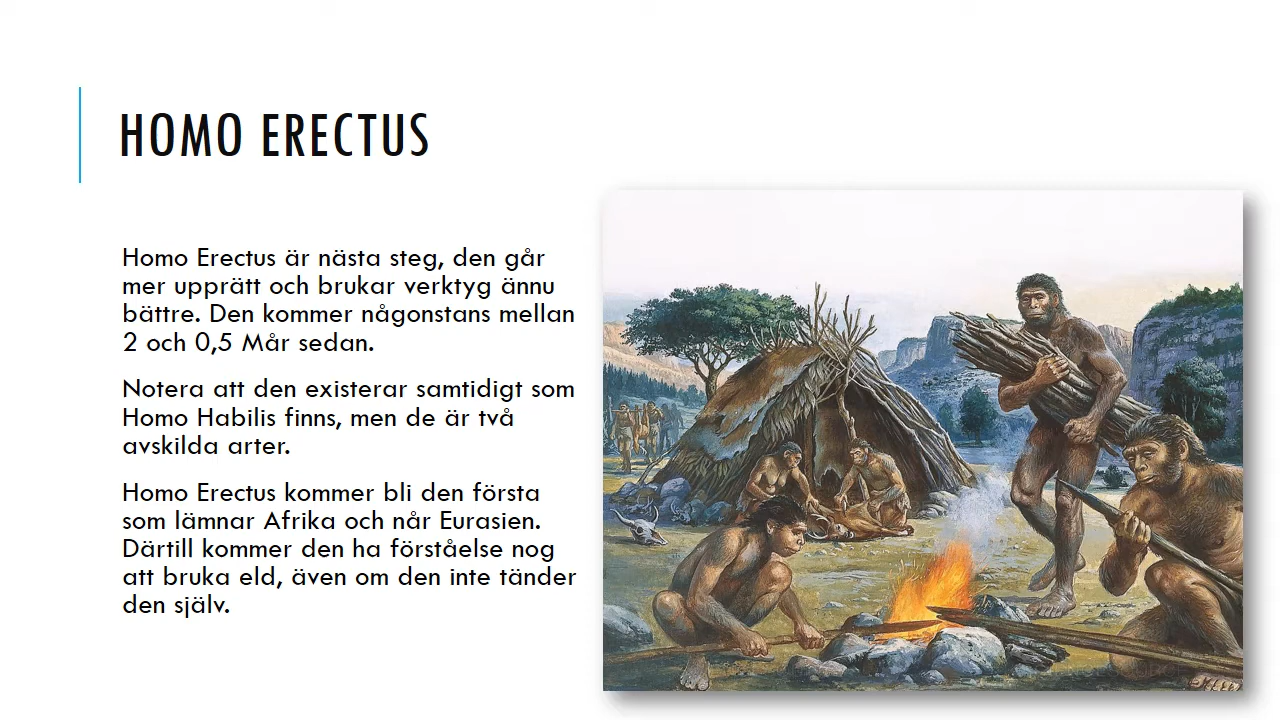 HOMO ERECTUS
Homo Erectus är nästa steg, den går
mer upprätt och brukar verktyg ännu
bättre. Den kommer någonstans mellan
2 och 0,5 Mår sedan.
Notera att den existerar samtidigt som
Homo Habilis finns, men de är två
avskilda arter.
Homo Erectus kommer bli den första
som lämnar Afrika och når Eurasien.
Därtill kommer den ha förståelse nog
att bruka eld, även om den inte tänder
den själv.